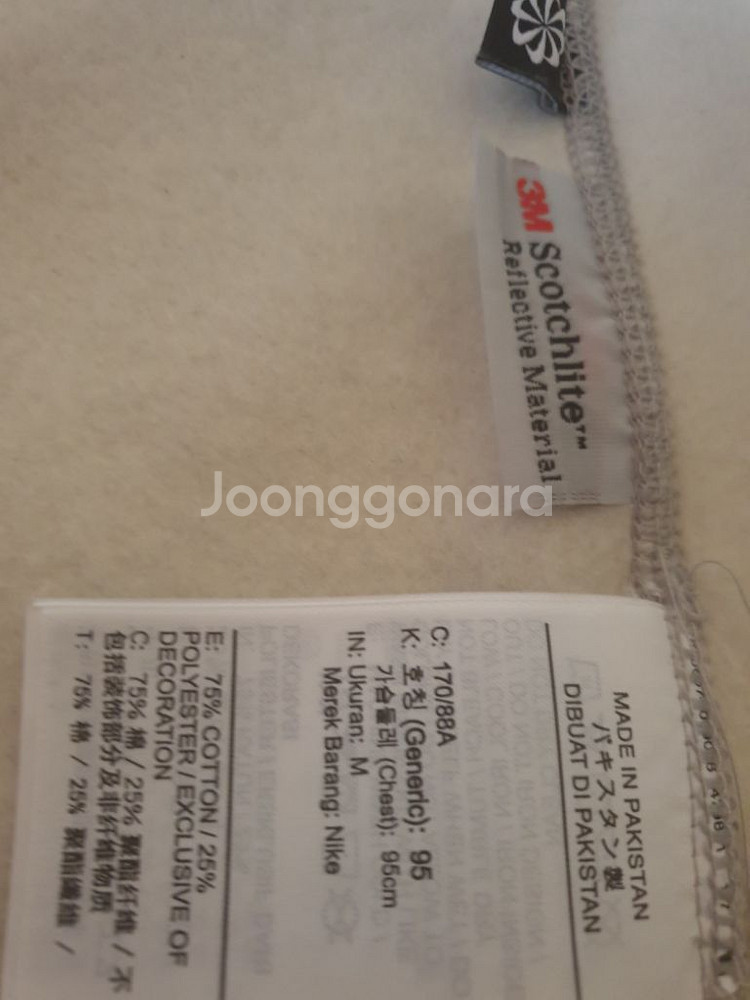 3M Scotchlite™
Reflective Material
Joonggonara
MADE IN PAKISTAN
パキスタン製
DIBUAT DI PAKISTAN
C: 170/88A
K: 호칭 (Generic): 95
가슴둘레 (Chest): 95cm
IN: Ukuran: M
Merek Barang: Nike
E: 75% COTTON / 25%
POLYESTER / EXCLUSIVE OF
DECORATION
C: 75% 棉 / 25% 聚酯纤维 / 不
包括装饰部分及非纤维物质
T: 75% 棉 / 25% 聚酯纖維 /